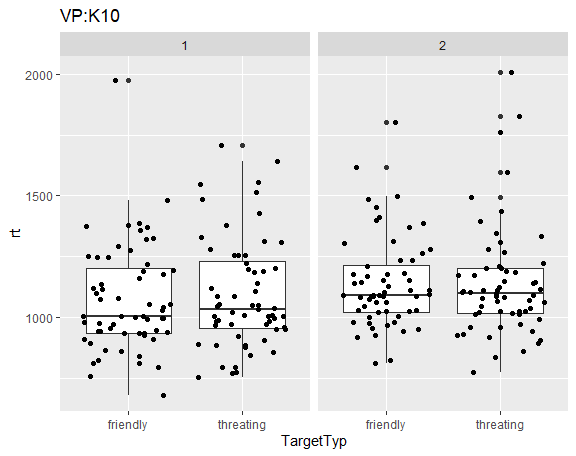 VP:K10
1 2
rt
2000
1500
1000
friendly threating friendly threating
TargetTyp